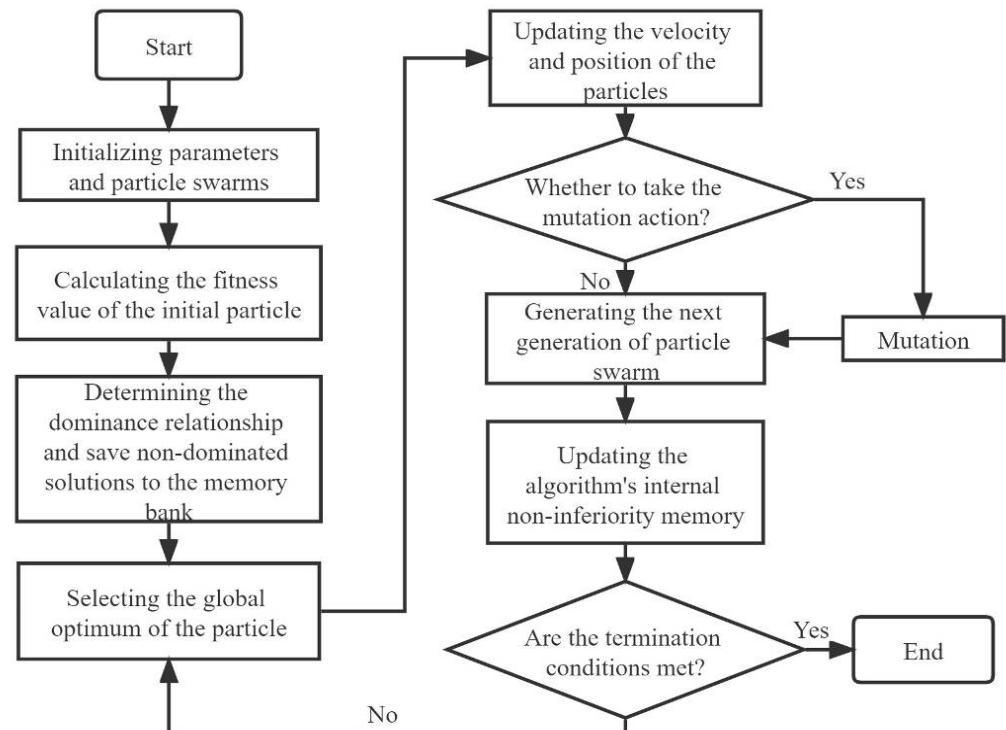 Start
Initializing parameters
and particle swarms
Calculating the fitness
value of the initial particle
Determining the
dominance relationship
and save non-dominated
solutions to the memory
bank
Selecting the global
optimum of the particle
Updating the velocity
and position of the
particles
Whether to take the
mutation action?
Yes
No
Mutation
Generating the next
generation of particle
swarm
Updating the
algorithm's internal
non-inferiority memory
Are the termination
conditions met?
Yes
End
No